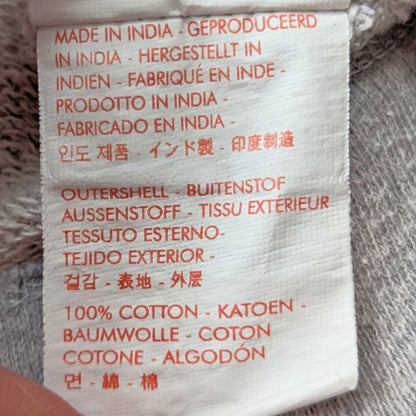 MADE IN INDIA - GEPRODUCEERD
IN INDIA - HERGESTELLT IN
INDIEN - FABRIQUÉ EN INDE -
PRODOTTO IN INDIA -
FABRICADO EN INDIA -
인도 제품 - インド製 - 印度制造
OUTERSHELL - BUITENSTOF
AUSSENSTOFF - TISSU EXTÉRIEUR
TESSUTO ESTERNO-
TEJIDO EXTERIOR -
겉감 - 表地 - 外层
100% COTTON - KATOEN -
BAUMWOLLE - COTON
COTONE - ALGODÓN
면 - 綿 - 棉